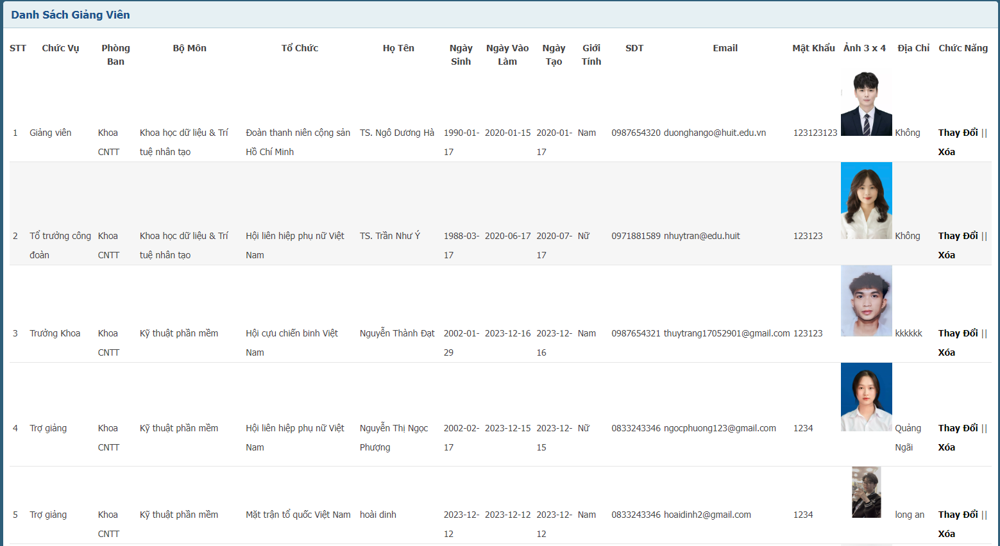 Danh Sách Giảng Viên
STT Chức Vụ Phòng Ban Bộ Môn Tổ Chức Họ Tên Ngày Sinh Ngày Vào Làm Ngày Tạo Giới Tính SDT Email Mật Khẩu Ảnh 3 x 4 Địa Chỉ Chức Năng
1 Giảng viên Khoa CNTT Khoa học dữ liệu & Trí tuệ nhân tạo Đoàn thanh niên cộng sản Hồ Chí Minh TS. Ngô Dương Hà 1990-01-17 2020-01-15 2020-01-17 Nam 0987654320 duonghango@huit.edu.vn 123123123 Không Thay Đổi || Xóa
2 Tổ trưởng công đoàn Khoa CNTT Khoa học dữ liệu & Trí tuệ nhân tạo Hội liên hiệp phụ nữ Việt Nam TS. Trần Như Ý 1988-03-17 2020-06-17 2020-07-17 Nữ 0971881589 nhuytran@edu.huit 123123 Không Thay Đổi || Xóa
3 Trưởng Khoa Khoa CNTT Kỹ thuật phần mềm Hội cựu chiến binh Việt Nam Nguyễn Thành Đạt 2002-01-29 2023-12-16 2023-12-16 Nam 0987654321 thuytrang17052901@gmail.com 123123 kkkkkk Thay Đổi || Xóa
4 Trợ giảng Khoa CNTT Kỹ thuật phần mềm Hội liên hiệp phụ nữ Việt Nam Nguyễn Thị Ngọc Phượng 2002-02-17 2023-12-15 2023-12-15 Nữ 0833243346 ngocphuong123@gmail.com 1234 Quảng Ngãi Thay Đổi || Xóa
5 Trợ giảng Khoa CNTT Kỹ thuật phần mềm Mặt trận tổ quốc Việt Nam hoài dinh 2023-12-12 2023-12-12 2023-12-12 Nam 0833243346 hoaidinh2@gmail.com 1234 long an Thay Đổi || Xóa